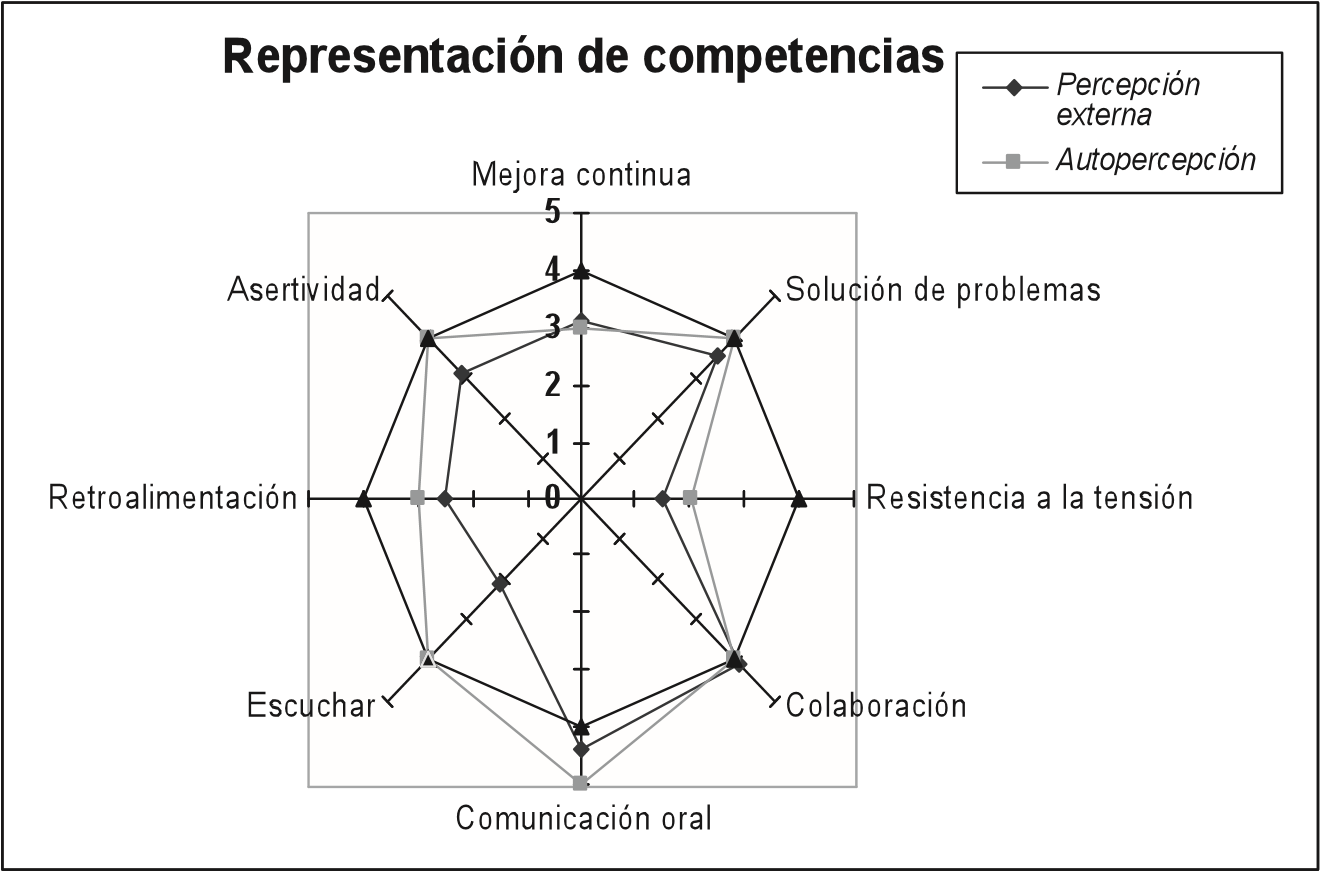 Representación de competencias
Percepción
externa
Autopercepción
Mejora continua
5
4
3
2
1
0
Asertividad
Solución de problemas
Retroalimentación
Resistencia a la tensión
Escuchar
Colaboración
Comunicación oral